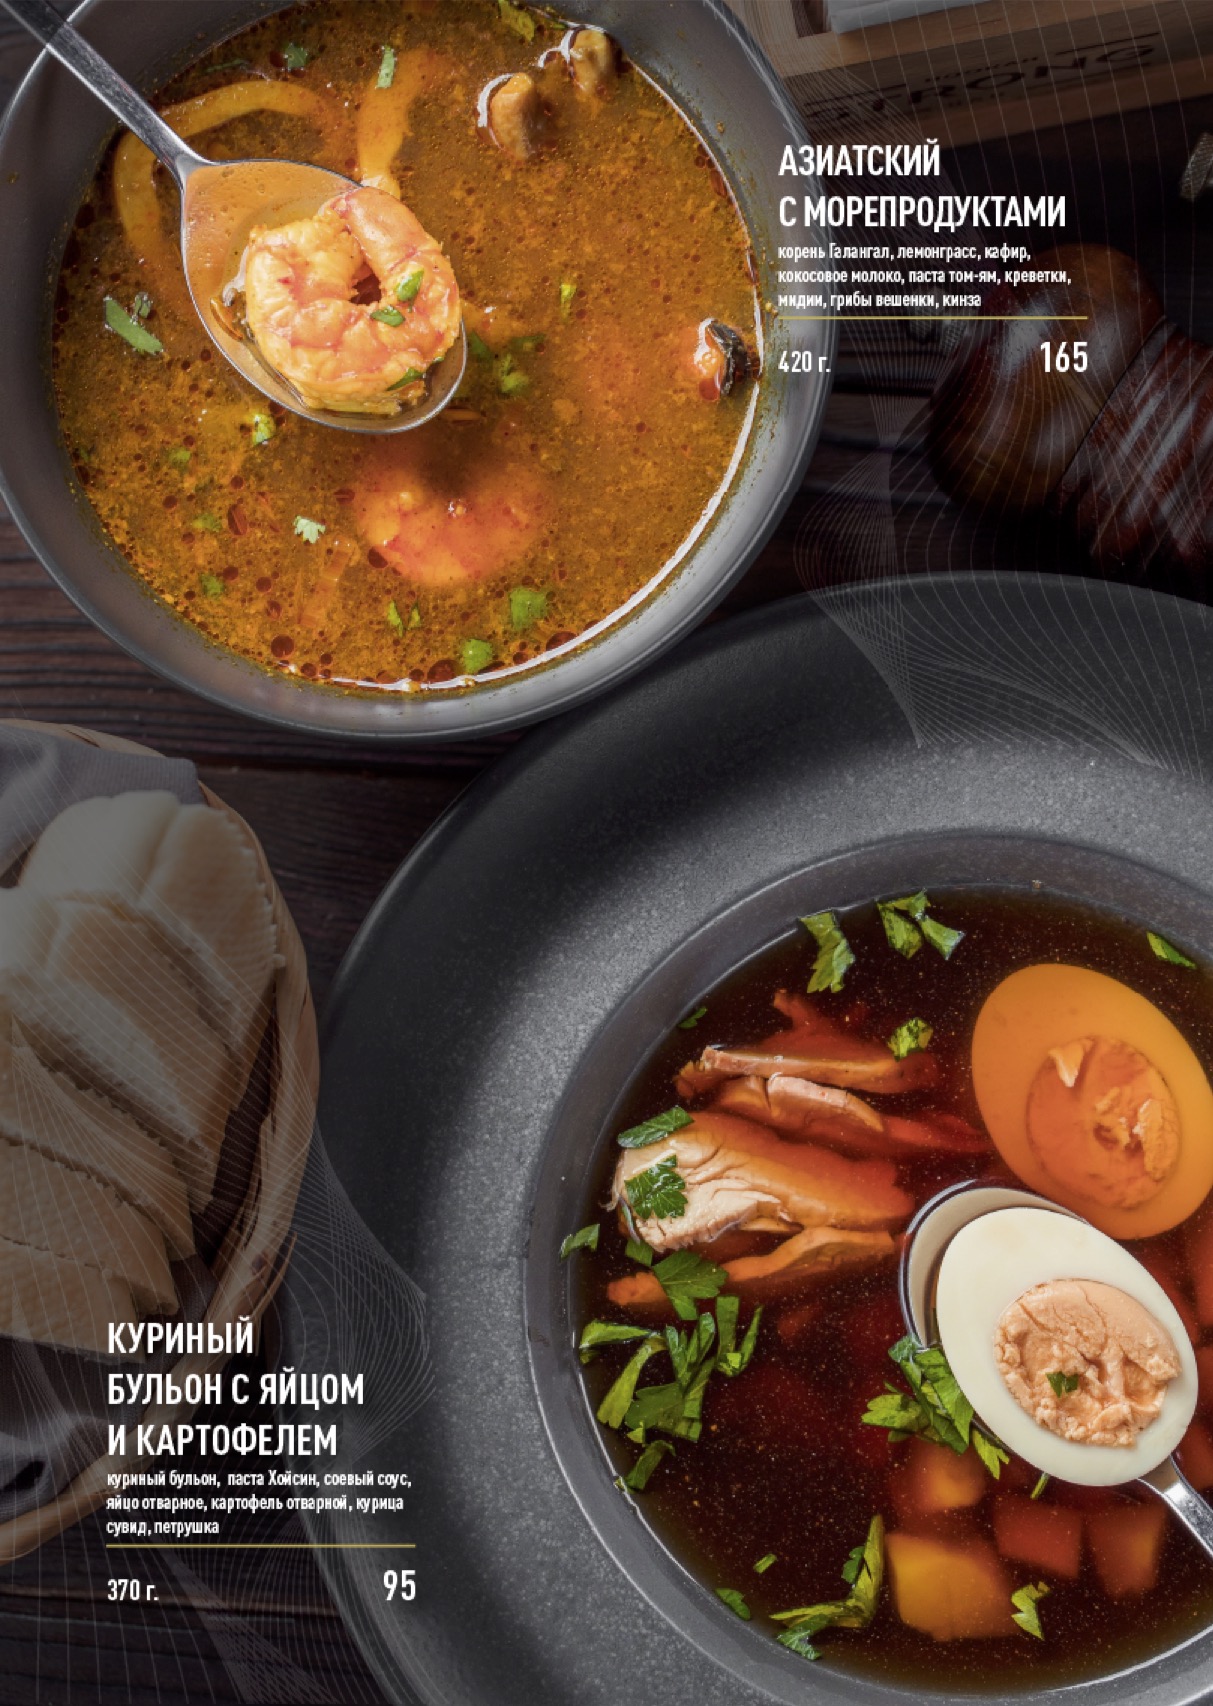 АЗИАТСКИЙ
С МОРЕПРОДУКТАМИ
корень Галангал, лемонграсс, кафир,
кокосовое молоко, паста том-ям, креветки,
мидии, грибы вешенки, кинза
420 г.
165
КУРИНЫЙ
БУЛЬОН С ЯЙЦОМ
И КАРТОФЕЛЕМ
куриный бульон, паста Хойсин, соевый соус,
яйцо отварное, картофель отварной, курица
сувид, петрушка
370 г.
95